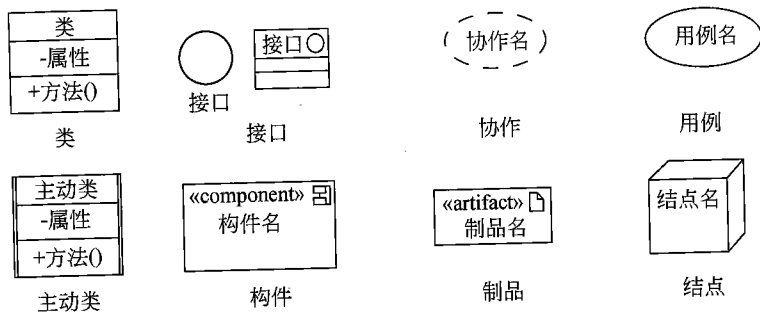 类
-属性
+方法()
类
接口
接口
接口
协作名
协作
用例名
用例
主动类
-属性
+方法()
主动类
«component»
构件名
构件
«artifact»
制品名
制品
结点名
结点